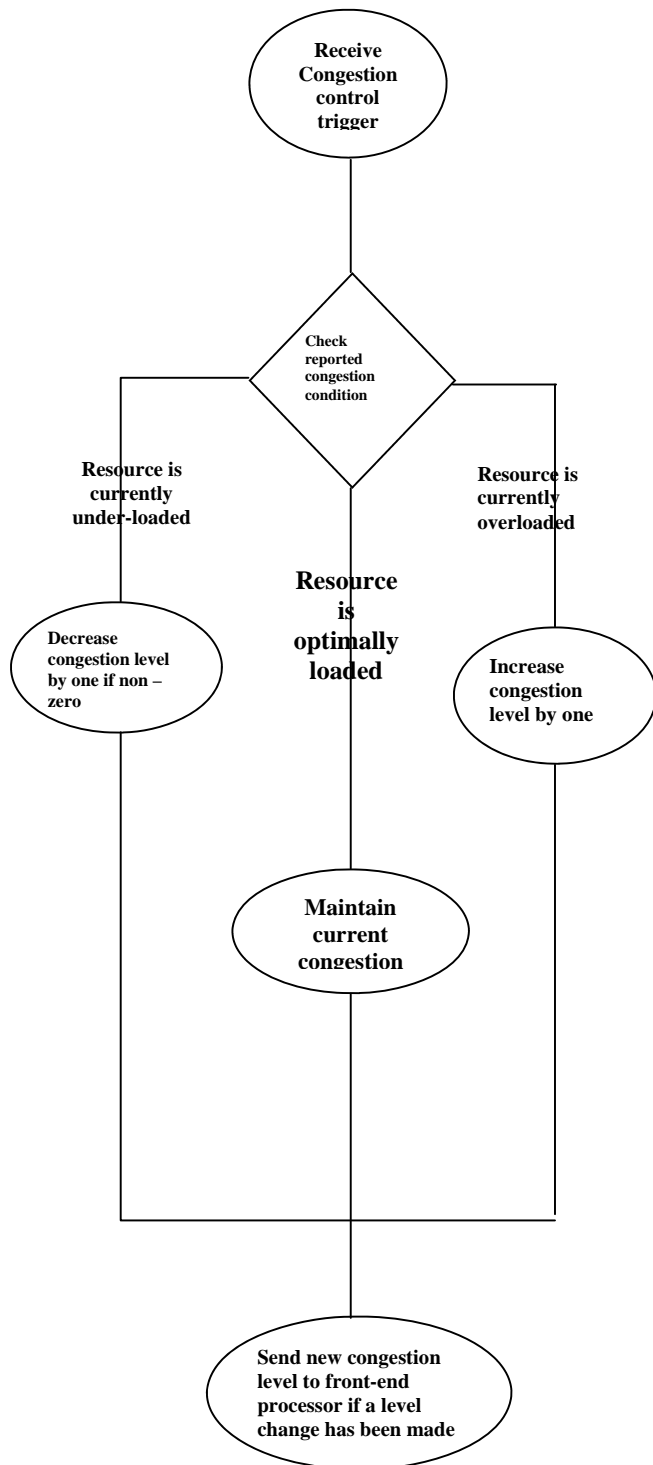 Receive
Congestion
control
trigger
Check
reported
congestion
condition
Resource is
currently
under-loaded
Resource is
currently
overloaded
Resource
is
optimally
loaded
Decrease
congestion level
by one if non –
zero
Increase
congestion
level by one
Maintain
current
congestion
Send new congestion
level to front-end
processor if a level
change has been made